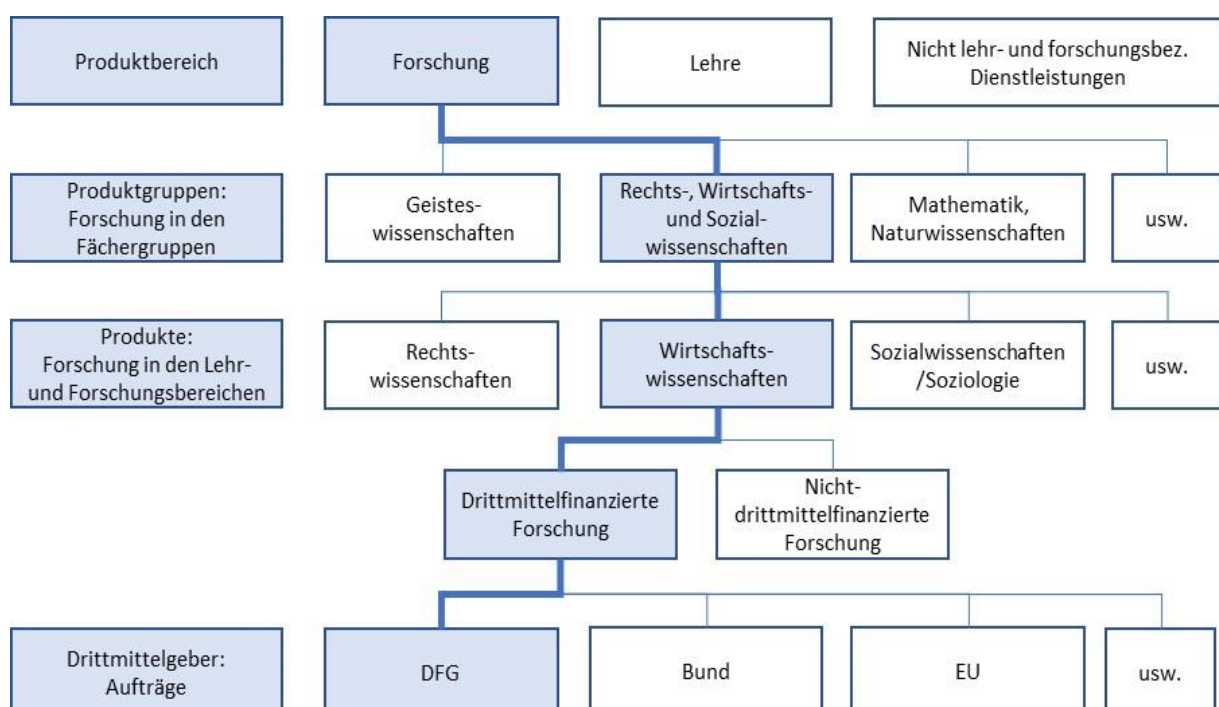 Produktbereich
Forschung
Lehre
Nicht lehr- und forschungsbez.
Dienstleistungen
Produktgruppen:
Forschung in den
Fächergruppen
Geistes-
wissenschaften
Rechts-, Wirtschafts-
und Sozial-
wissenschaften
Mathematik,
Naturwissenschaften
usw.
Produkte:
Forschung in den Lehr-
und Forschungsbereichen
Rechts-
wissenschaften
Wirtschafts-
wissenschaften
Sozialwissenschaften
/Soziologie
usw.
Drittmittelfinanzierte
Forschung
Nicht-
drittmittelfinanzierte
Forschung
Drittmittelgeber:
Aufträge
DFG
Bund
EU
usw.